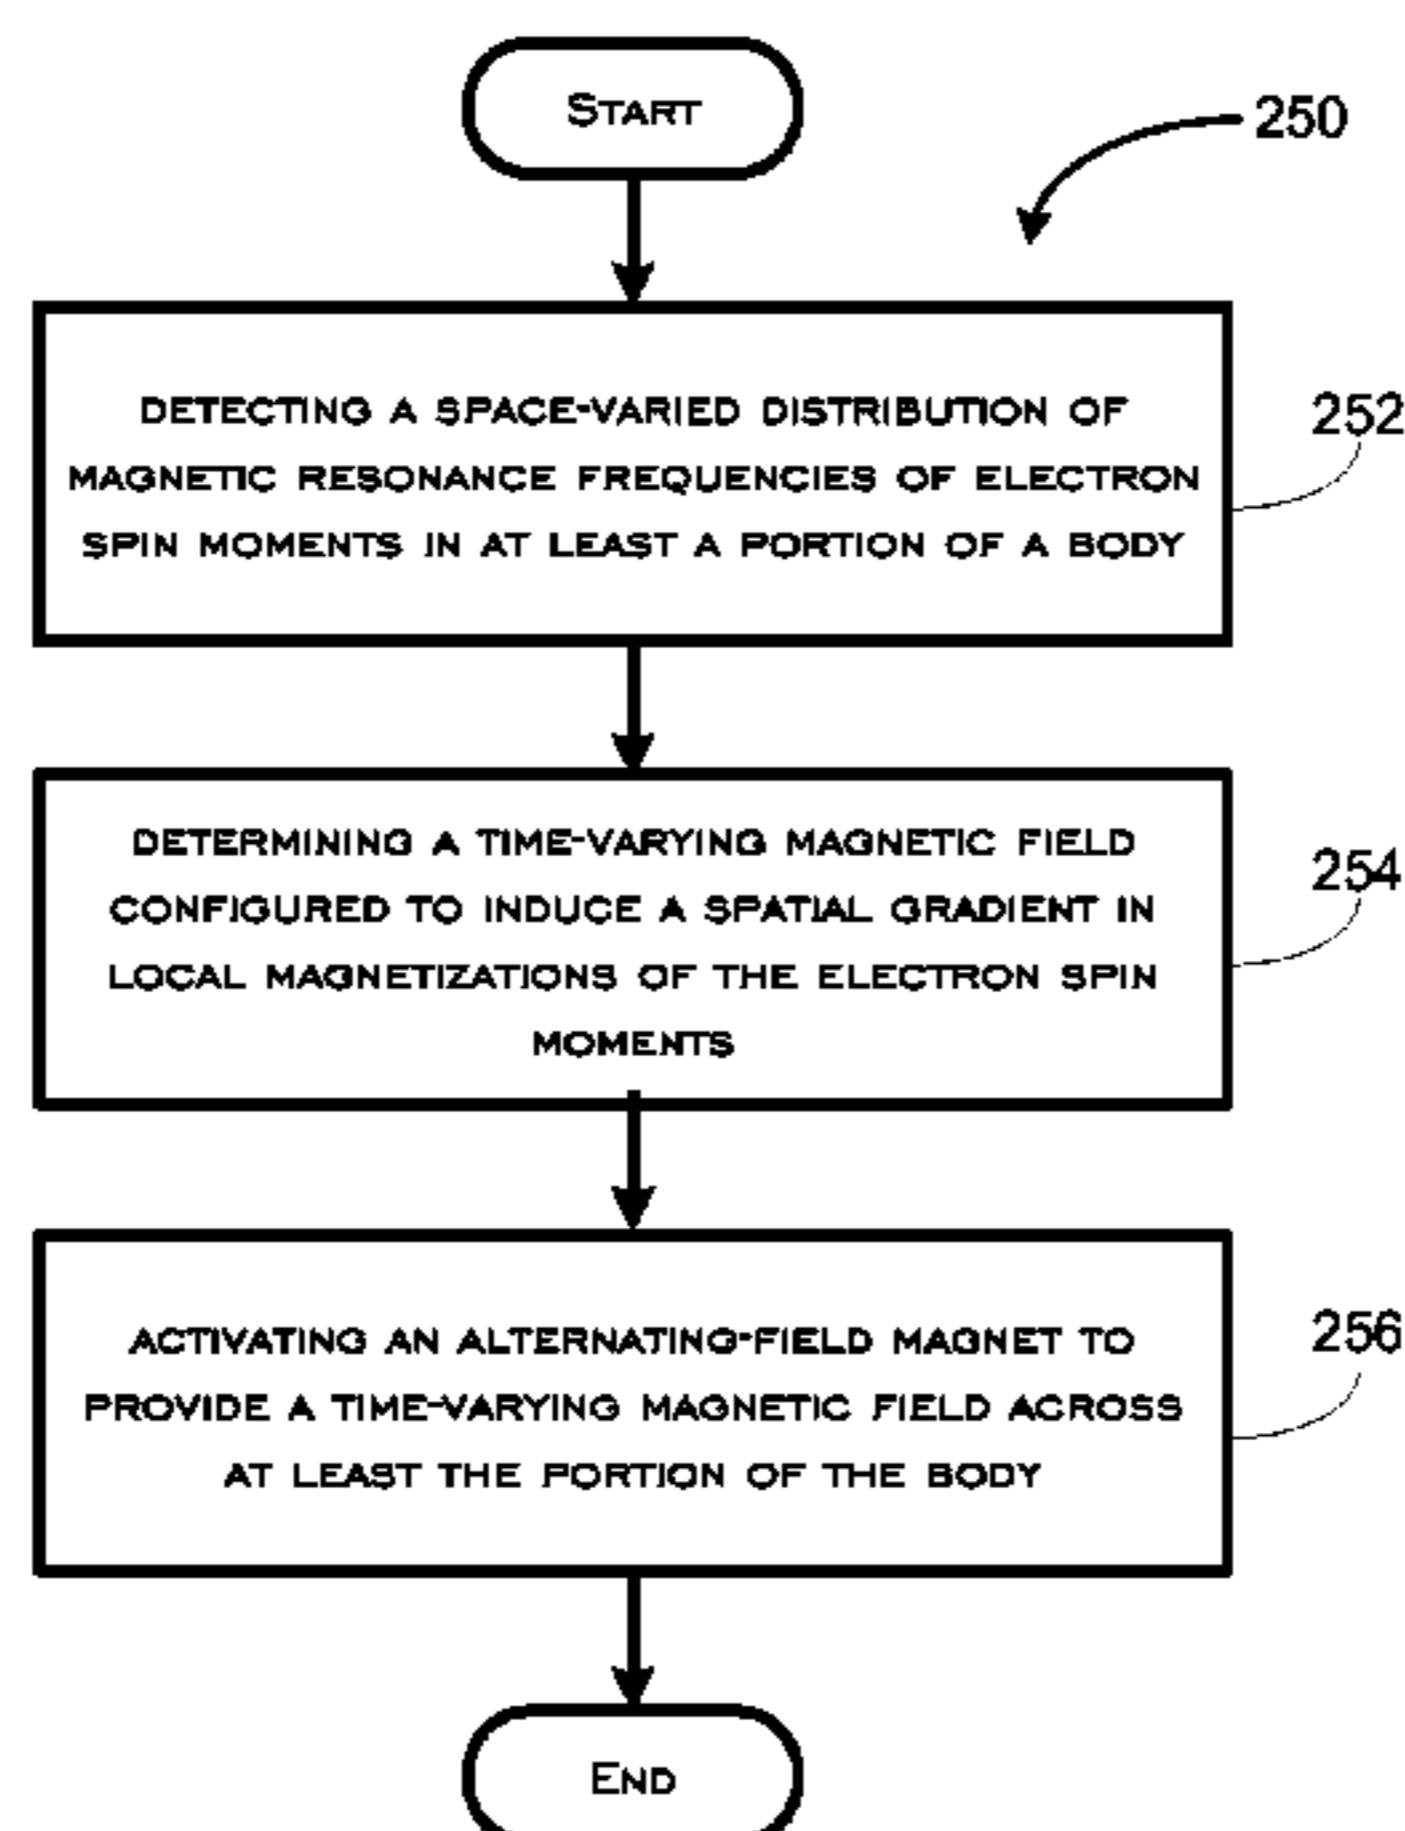 START
250
DETECTING A SPACE-VARIED DISTRIBUTION OF
MAGNETIC RESONANCE FREQUENCIES OF ELECTRON
SPIN MOMENTS IN AT LEAST A PORTION OF A BODY
252
DETERMINING A TIME-VARYING MAGNETIC FIELD
CONFIGURED TO INDUCE A SPATIAL GRADIENT IN
LOCAL MAGNETIZATIONS OF THE ELECTRON SPIN
MOMENTS
254
ACTIVATING AN ALTERNATING-FIELD MAGNET TO
PROVIDE A TIME-VARYING MAGNETIC FIELD ACROSS
AT LEAST THE PORTION OF THE BODY
256
END